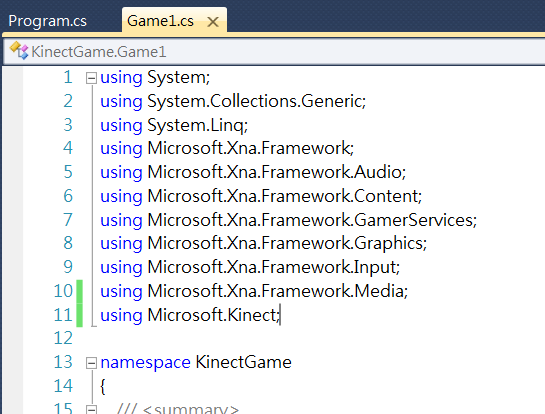 Program.cs Game1.cs
KinectGame.Game1
1 using System;
2 using System.Collections.Generic;
3 using System.Linq;
4 using Microsoft.Xna.Framework;
5 using Microsoft.Xna.Framework.Audio;
6 using Microsoft.Xna.Framework.Content;
7 using Microsoft.Xna.Framework.GamerServices;
8 using Microsoft.Xna.Framework.Graphics;
9 using Microsoft.Xna.Framework.Input;
10 using Microsoft.Xna.Framework.Media;
11 using Microsoft.Kinect;
12
13 namespace KinectGame
14 {
15 /// <summary>